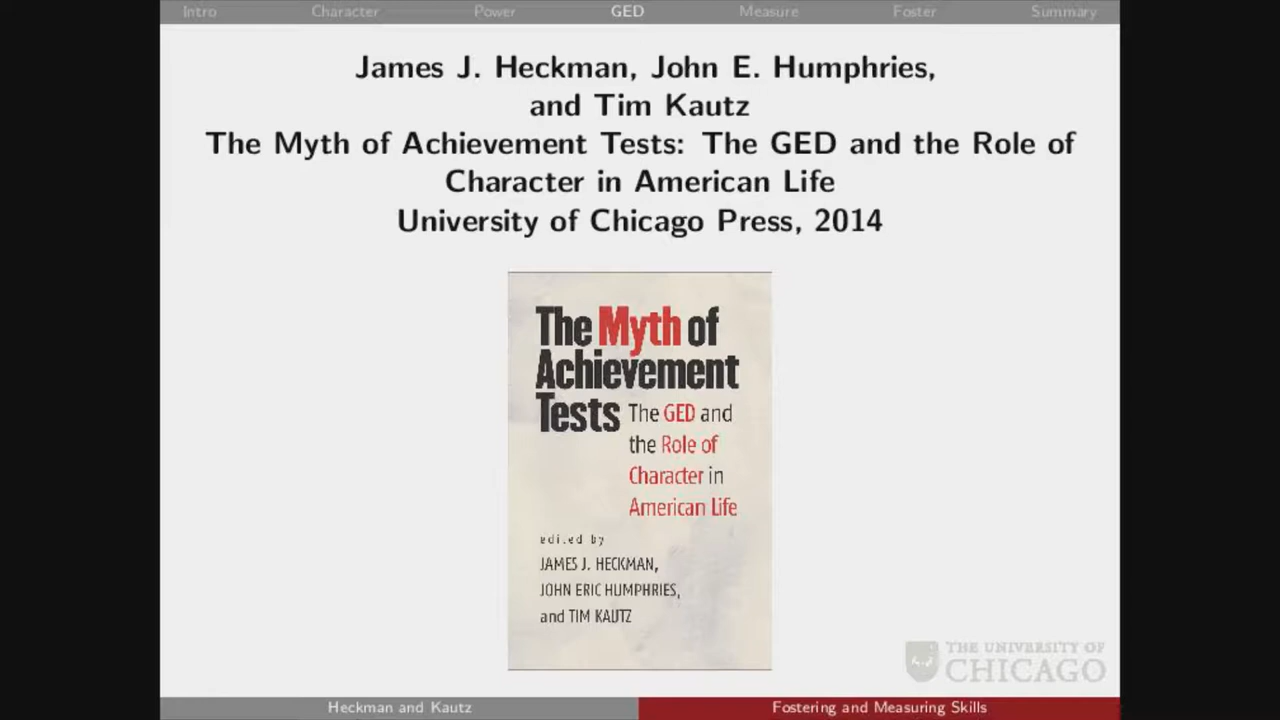 Intro Character Power GED Measure Foster Summary
James J. Heckman, John E. Humphries,
and Tim Kautz
The Myth of Achievement Tests: The GED and the Role of
Character in American Life
University of Chicago Press, 2014
The Myth of
Achievement
Tests The GED and
the Role of
Character in
American Life
edited by
JAMES J. HECKMAN,
JOHN ERIC HUMPHRIES,
and TIM KAUTZ
THE UNIVERSITY OF
CHICAGO
Heckman and Kautz Fostering and Measuring Skills